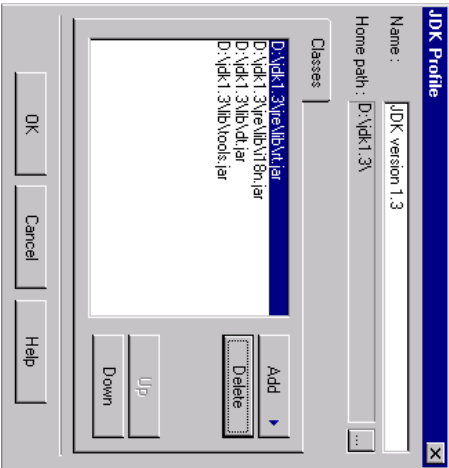 JDK Profile
Name :
JDK version 1.3
Home path :
D:\jdk1.3\
...
Classes
D:\jdk1.3\jre\lib\rt.jar
D:\jdk1.3\jre\lib\i18n.jar
D:\jdk1.3\lib\dt.jar
D:\jdk1.3\lib\tools.jar
Add
Delete
Up
Down
OK
Cancel
Help